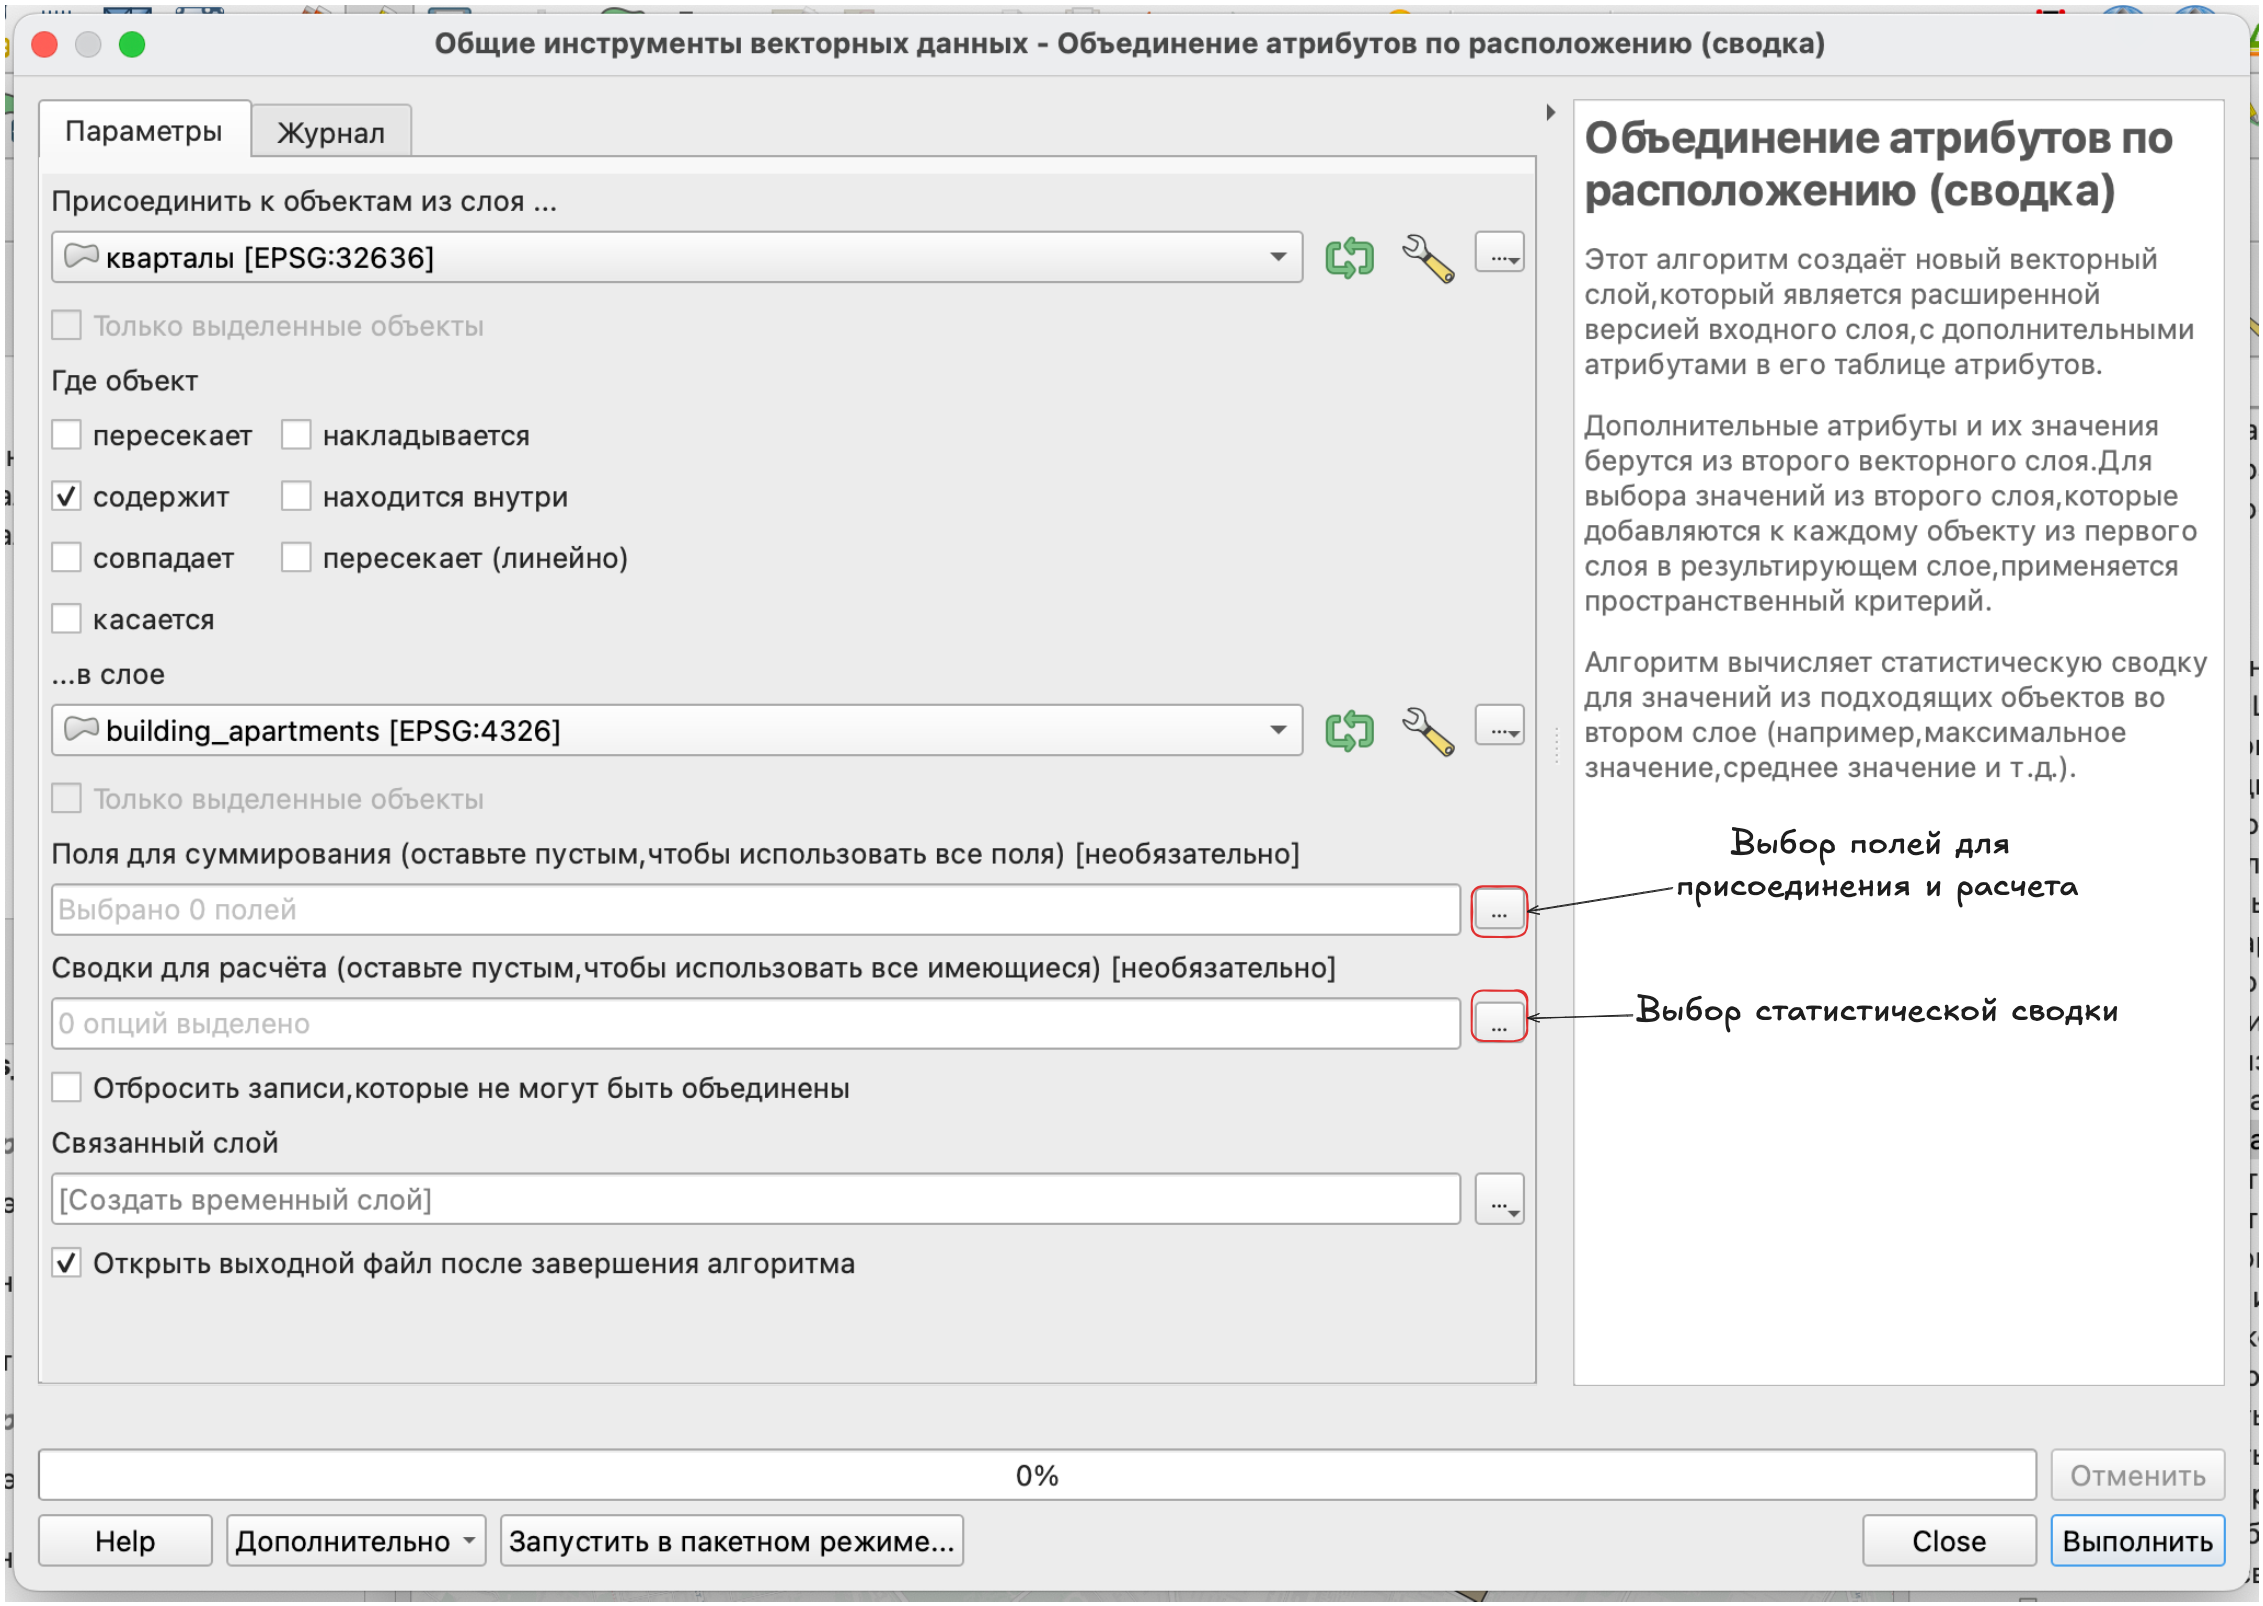 Общие инструменты векторных данных - Объединение атрибутов по расположению (сводка)
Параметры
Журнал
Присоединить к объектам из слоя ...
кварталы [EPSG:32636]
...
Только выделенные объекты
Где объект
пересекает
накладывается
содержит
находится внутри
совпадает
пересекает (линейно)
касается
...в слое
building_apartments [EPSG:4326]
...
Только выделенные объекты
Поля для суммирования (оставьте пустым,чтобы использовать все поля) [необязательно]
Выбрано 0 полей
...
Сводки для расчёта (оставьте пустым,чтобы использовать все имеющиеся) [необязательно]
0 опций выделено
...
Отбросить записи,которые не могут быть объединены
Связанный слой
[Создать временный слой]
...
Открыть выходной файл после завершения алгоритма
Объединение атрибутов по
расположению (сводка)
Этот алгоритм создаёт новый векторный
слой,который является расширенной
версией входного слоя,с дополнительными
атрибутами в его таблице атрибутов.
Дополнительные атрибуты и их значения
берутся из второго векторного слоя.Для
выбора значений из второго слоя,которые
добавляются к каждому объекту из первого
слоя в результирующем слое,применяется
пространственный критерий.
Алгоритм вычисляет статистическую сводку
для значений из подходящих объектов во
втором слое (например,максимальное
значение,среднее значение и т.д.).
Выбор полей для
присоединения и расчета
Выбор статистической сводки
0%
Отменить
Help
Дополнительно
Запустить в пакетном режиме...
Close
Выполнить